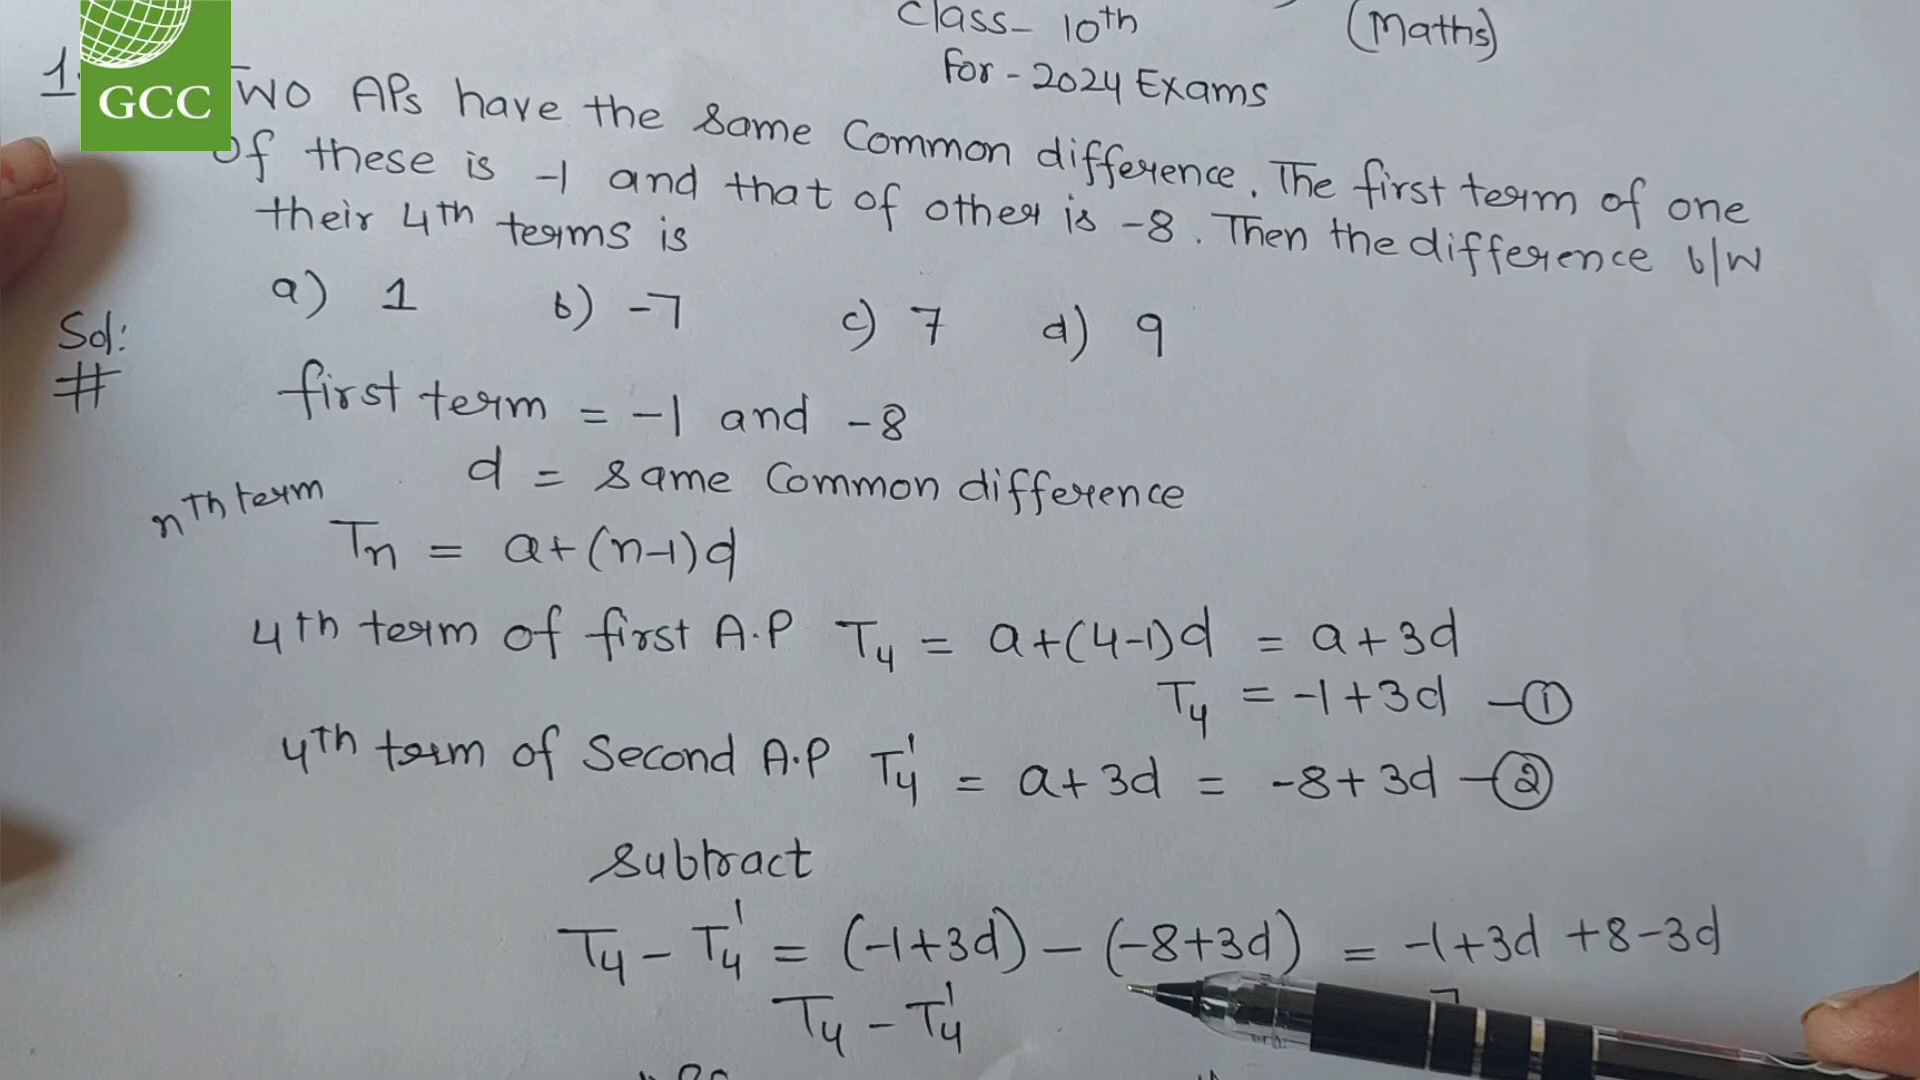 Class- 10th (Maths)
For - 2024 Exams
GCC
1. Two APs have the same Common difference. The first term of one
of these is -1 and that of other is -8. Then the difference b/w
their 4th terms is
a) 1 b) -7 c) 7 d) 9
Sol:
#
first term = -1 and -8
d = same Common difference
nth term
Tn = a+(n-1)d
4th term of first A.P T4 = a+(4-1)d = a+3d
T4 = -1+3d —①
4th term of Second A.P T4' = a+3d = -8+3d —②
subtract
T4 - T4' = (-1+3d) - (-8+3d) = -1+3d +8-3d
T4 - T4'